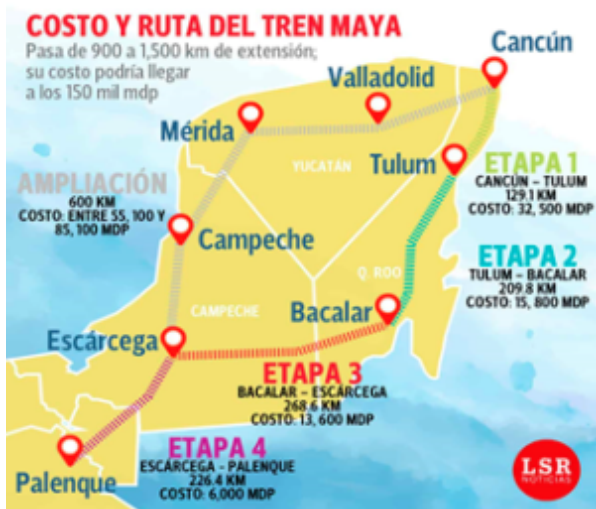 COSTO Y RUTA DEL TREN MAYA
Pasa de 900 a 1,500 km de extensión;
su costo podría llegar
a los 150 mil mdp
Cancún
Valladolid
Mérida
YUCATÁN
Tulum
ETAPA 1
CANCÚN - TULUM
129.1 KM
COSTO: 32, 500 MDP
AMPLIACIÓN
600 KM
COSTO: ENTRE 55, 100 Y
85, 100 MDP
Campeche
ETAPA 2
TULUM - BACALAR
209.8 KM
COSTO: 15, 800 MDP
Q. ROO
CAMPECHE
Bacalar
Escárcega
ETAPA 3
BACALAR - ESCÁRCEGA
268.6 KM
COSTO: 13, 600 MDP
ETAPA 4
ESCÁRCEGA - PALENQUE
226.4 KM
COSTO: 6,000 MDP
Palenque
LSR
NOTICIAS